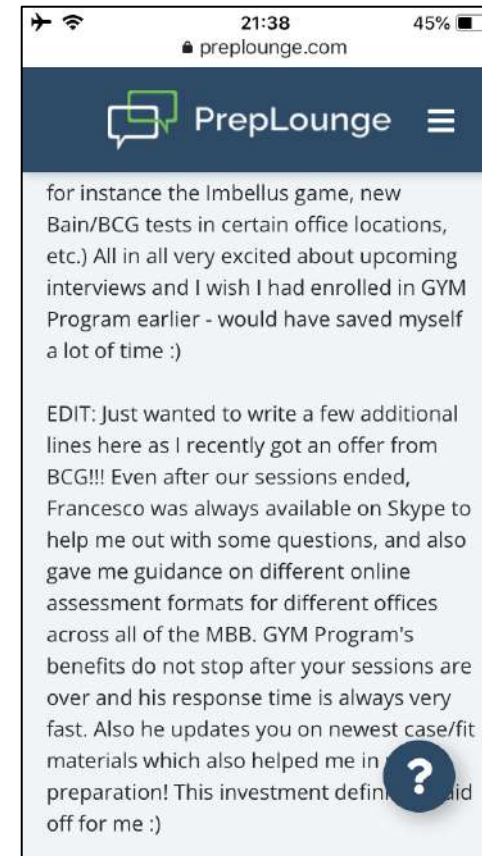 21:38
45%
preplounge.com
PrepLounge
for instance the Imbellus game, new
Bain/BCG tests in certain office locations,
etc.) All in all very excited about upcoming
interviews and I wish I had enrolled in GYM
Program earlier - would have saved myself
a lot of time :)
EDIT: Just wanted to write a few additional
lines here as I recently got an offer from
BCG!!! Even after our sessions ended,
Francesco was always available on Skype to
help me out with some questions, and also
gave me guidance on different online
assessment formats for different offices
across all of the MBB. GYM Program's
benefits do not stop after your sessions are
over and his response time is always very
fast. Also he updates you on newest case/fit
materials which also helped me in
?
preparation! This investment
off for me :)